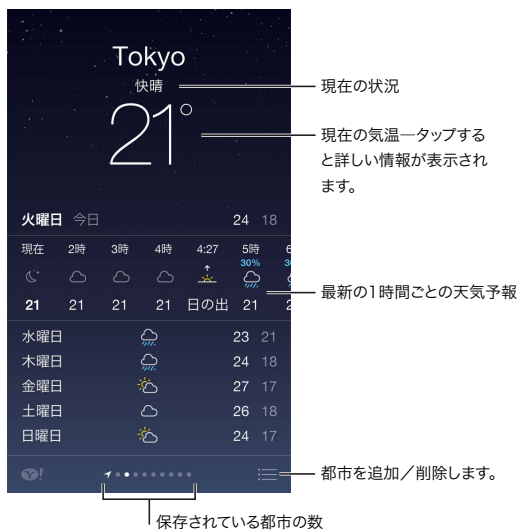 Tokyo
快晴
21°
現在の状況
現在の気温―タップする
と詳しい情報が表示され
ます。
火曜日 今日 24 18
現在 2時 3時 4時 4:27 5時
30%
21 21 21 21 日の出 21
最新の1時間ごとの天気予報
水曜日 23 21
木曜日 24 18
金曜日 27 17
土曜日 26 18
日曜日 24 17
Y!
都市を追加／削除します。
保存されている都市の数